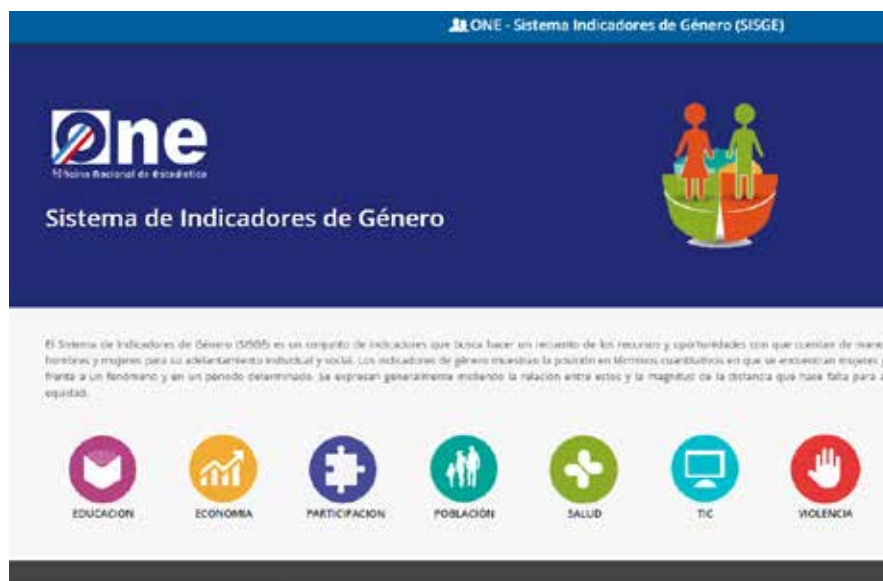 ONE - Sistema Indicadores de Género (SISGE)
One
Oficina Nacional de Estadística
Sistema de Indicadores de Género
El Sistema de Indicadores de Género (SISGE) es un conjunto de indicadores que busca hacer un recuento de los recursos y oportunidades con que cuentan de mane
hombres y mujeres para su adelantamiento individual y social. Los indicadores de género muestran la posición en términos cuantitativos en que se encuentran mujeres
frente a un fenómeno y en un periodo determinado. Se expresan generalmente midiendo la relación entre estos y la magnitud de la distancia que hase falta para a
equidad.
EDUCACION
ECONOMIA
PARTICIPACION
POBLACIÓN
SALUD
TIC
VIOLENCIA